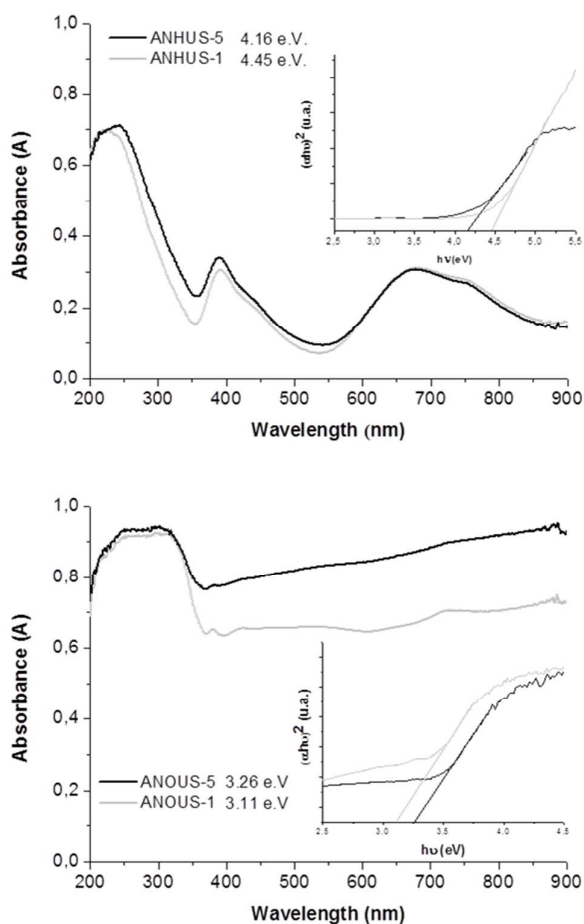 1,0
ANHUS-5 4.16 e.V.
ANHUS-1 4.45 e.V.
0,8
0,6
0,4
0,2
0,0
Absorbance (A)
200 300 400 500 600 700 800 900
Wavelength (nm)
(αhυ)² (u.a.)
2,5 3,0 3,5 4,0 4,5 5,0 5,5
hυ(eV)
1,0
0,8
0,6
0,4
0,2
0,0
Absorbance (A)
ANOUS-5 3.26 e.V
ANOUS-1 3.11 e.V
200 300 400 500 600 700 800 900
Wavelength (nm)
(αhυ)² (u.a.)
2.5 3.0 3.5 4.0 4.5
hυ (eV)